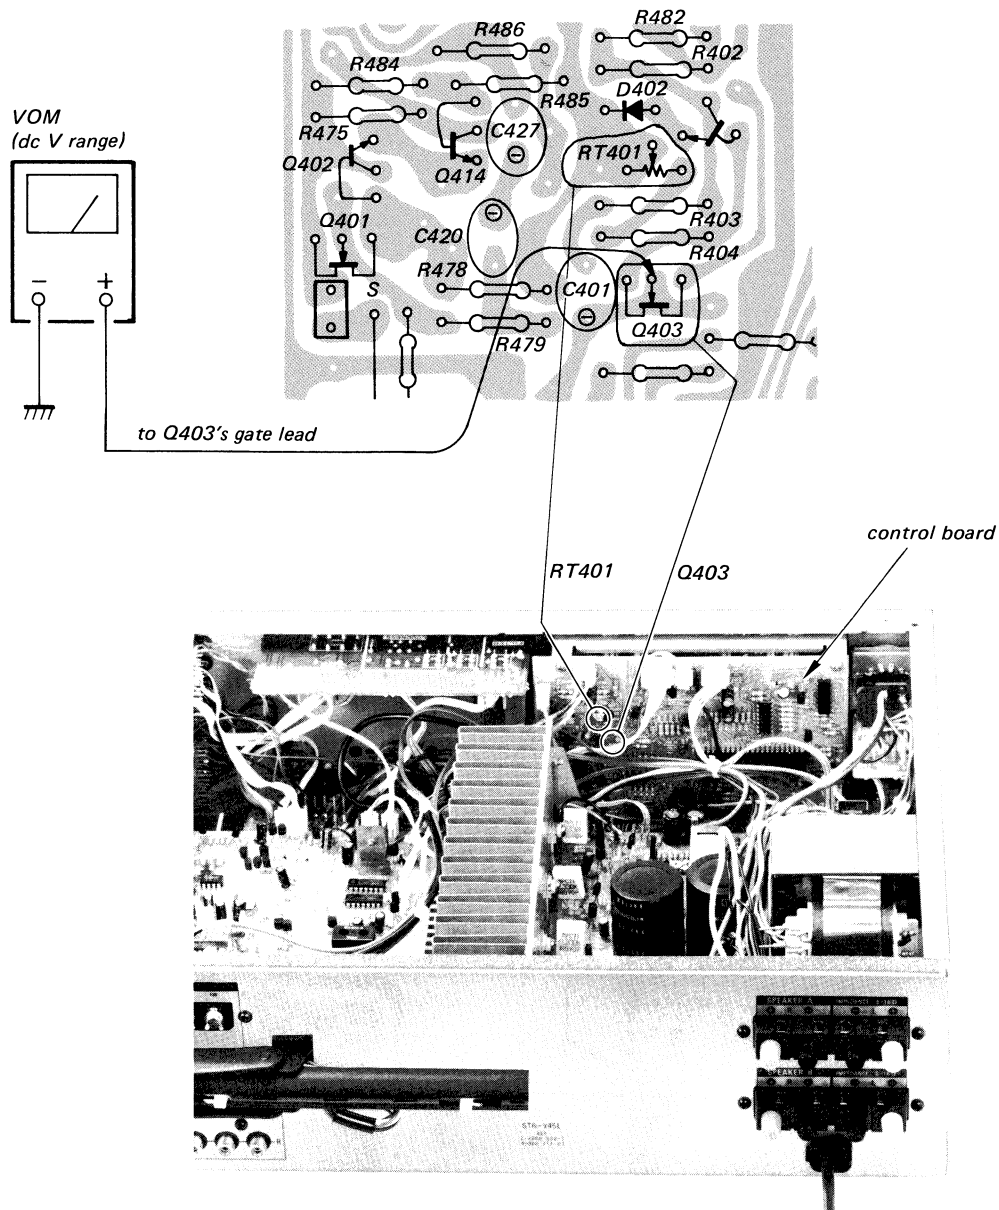 R486
R482
R484
R402
VOM
(dc V range)
R475
R485
D402
C427
Q402
Q414
RT401
Q401
C420
R403
R404
S
R478
C401
R479
Q403
to Q403's gate lead
control board
RT401
Q403
SPEAKER A
SPEAKER B